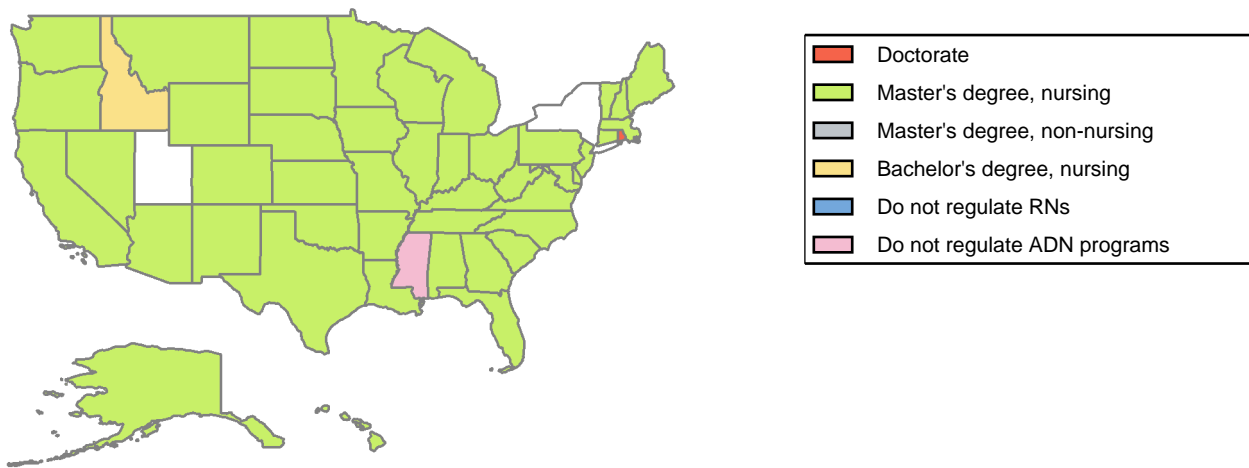 Doctorate
Master's degree, nursing
Master's degree, non-nursing
Bachelor's degree, nursing
Do not regulate RNs
Do not regulate ADN programs